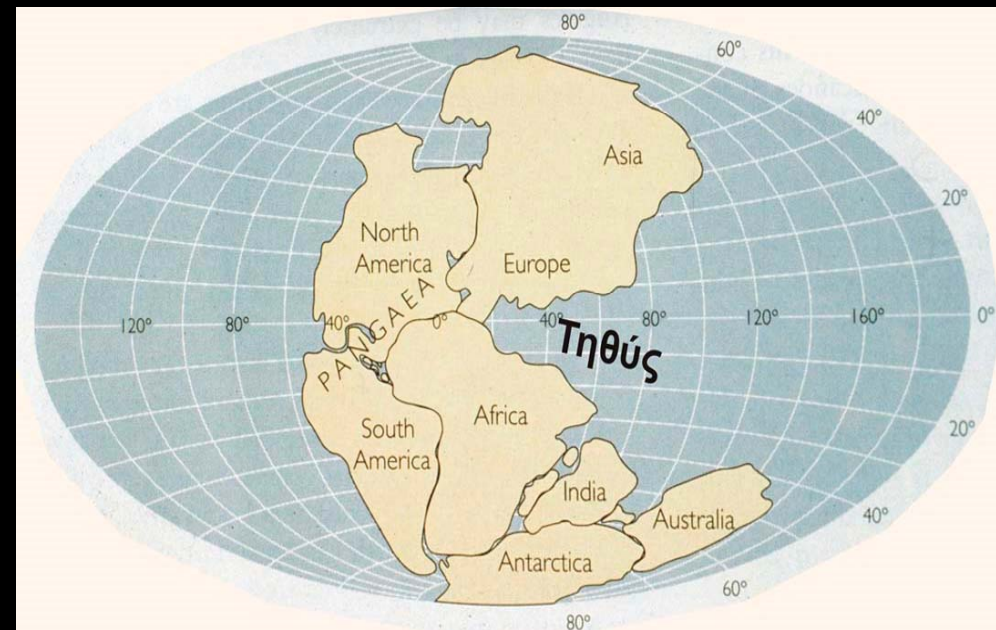 80°
60°
40°
20°
Asia
North
America
Europe
PANGAEA
120°
80°
40°
0°
40°
80°
120°
160°
0°
Τηθύς
Africa
South
America
20°
India
Australia
40°
Antarctica
60°
80°